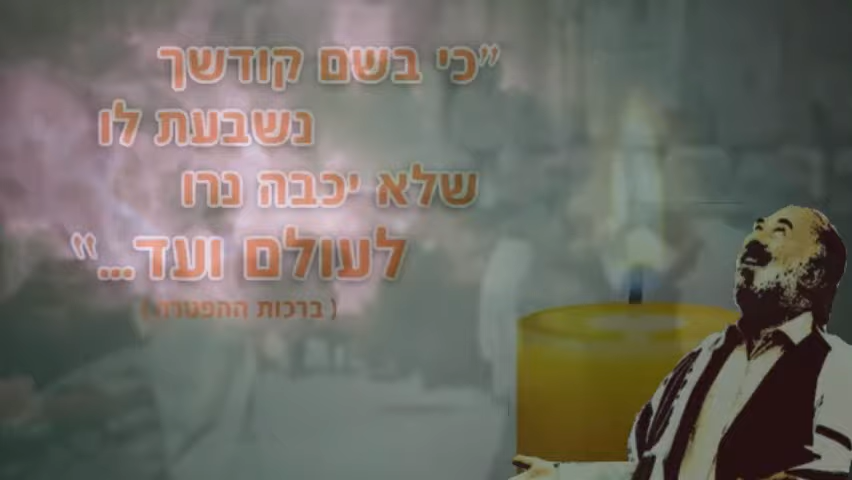 "כי בשם קודשך
נשבעת לו
שלא יכבה נרו
לעולם ועד..."
( ברכות ההפטרה )